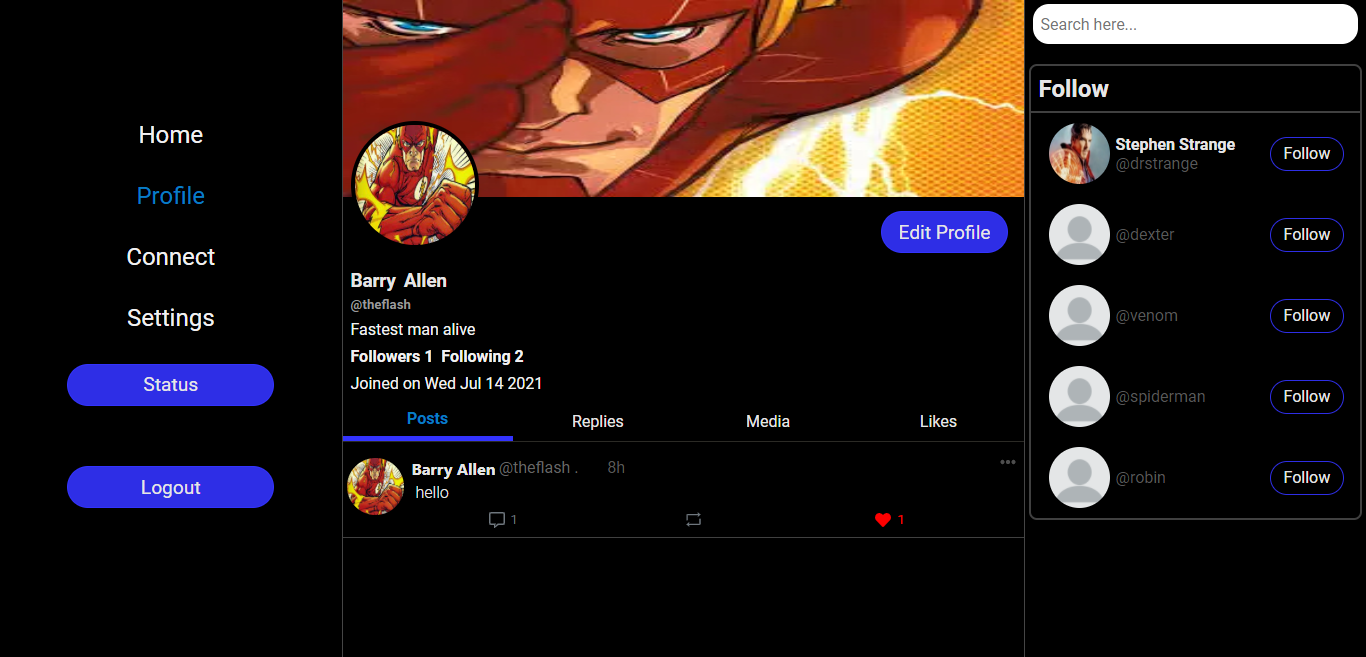 Home
Profile
Connect
Settings
Status
Logout
Edit Profile
Barry Allen
@theflash
Fastest man alive
Followers 1 Following 2
Joined on Wed Jul 14 2021
Posts Replies Media Likes
Barry Allen @theflash . 8h
hello
1 1
Search here...
Follow
Stephen Strange
@drstrange
Follow
@dexter
Follow
@venom
Follow
@spiderman
Follow
@robin
Follow